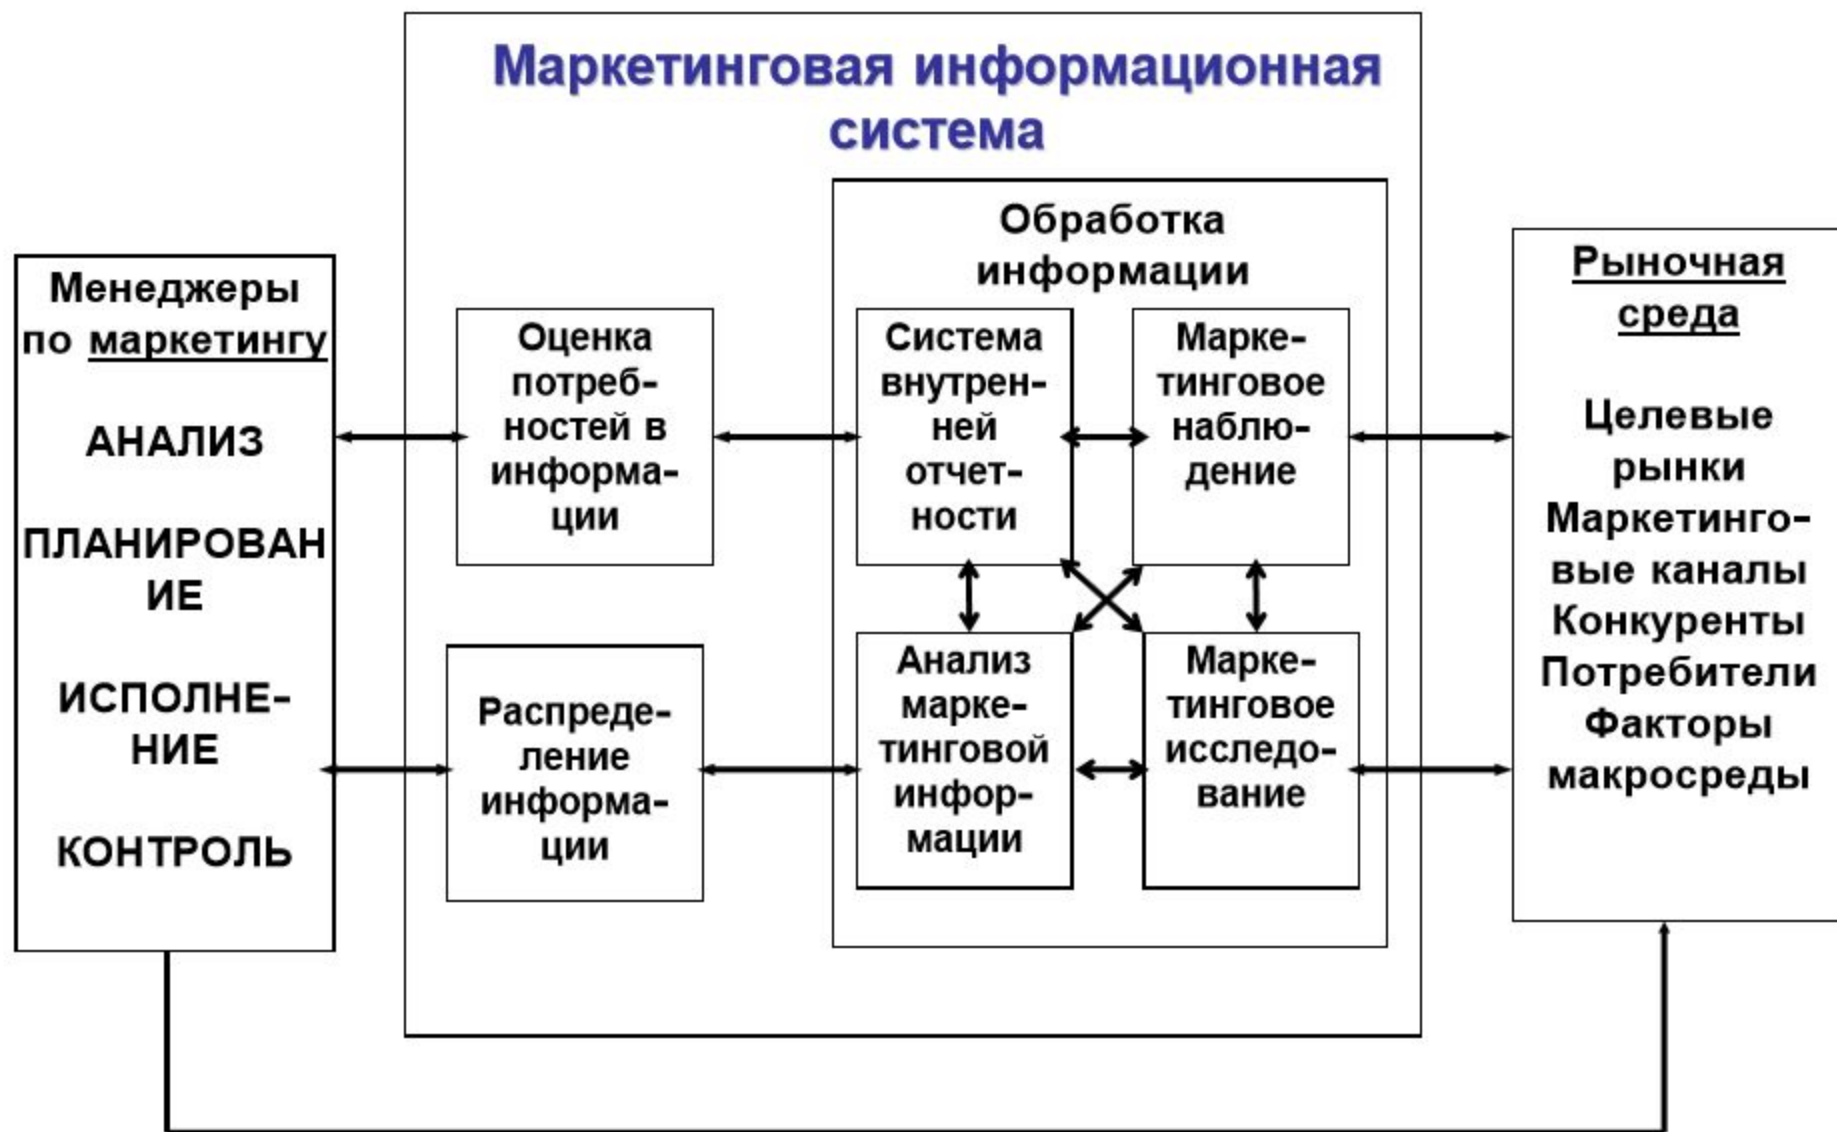 Маркетинговая информационная
система
Менеджеры
по маркетингу
АНАЛИЗ
ПЛАНИРОВАН
ИЕ
ИСПОЛНЕ-
НИЕ
КОНТРОЛЬ
Оценка
потреб-
ностей в
информа-
ции
Распреде-
ление
информа-
ции
Обработка
информации
Система
внутрен-
ней
отчет-
ности
Марке-
тинговое
наблю-
дение
Анализ
марке-
тинговой
инфор-
мации
Марке-
тинговое
исследо-
вание
Рыночная
среда
Целевые
рынки
Маркетинго-
вые каналы
Конкуренты
Потребители
Факторы
макросреды